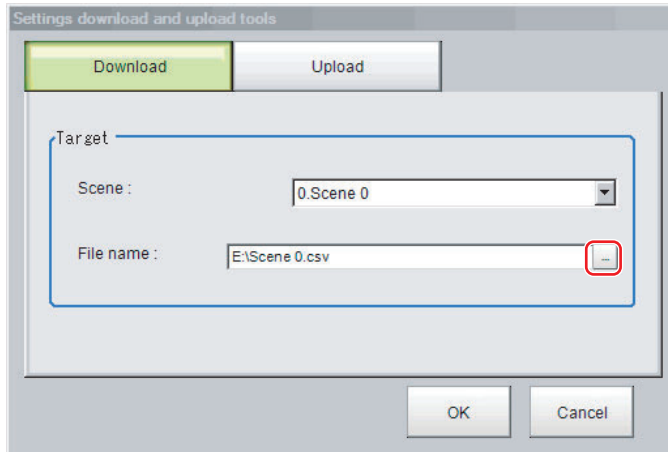 Settings download and upload tools
Download Upload
Target
Scene : 0.Scene 0
File name : E:\Scene 0.csv ...
OK Cancel